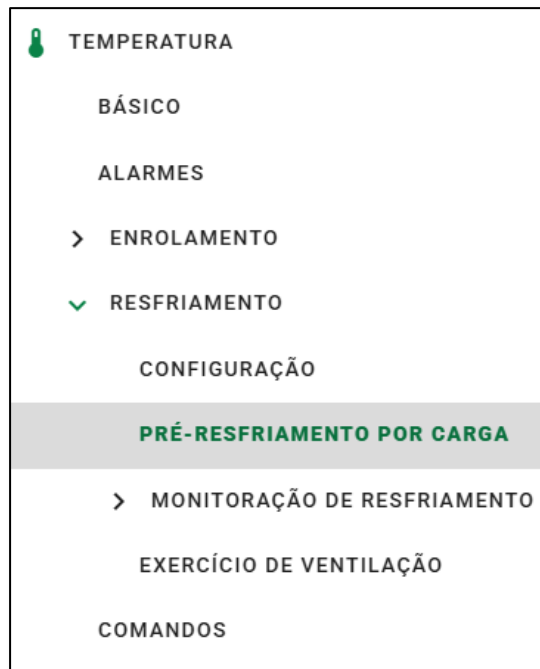 TEMPERATURA
BÁSICO
ALARMES
ENROLAMENTO
RESFRIAMENTO
CONFIGURAÇÃO
PRÉ-RESFRIAMENTO POR CARGA
MONITORAÇÃO DE RESFRIAMENTO
EXERCÍCIO DE VENTILAÇÃO
COMANDOS